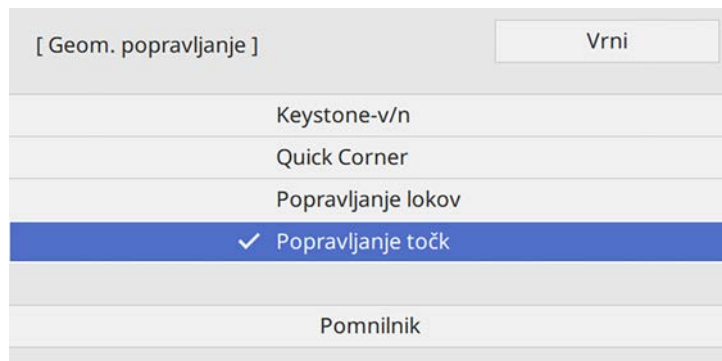 [ Geom. popravljanje ]
Vrni
Keystone-v/n
Quick Corner
Popravljanje lokov
Popravljanje točk
Pomnilnik